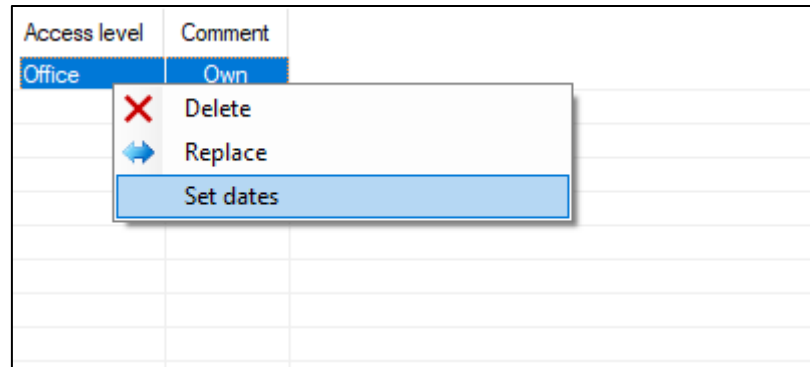 Access level Comment
Office Own
Delete
Replace
Set dates